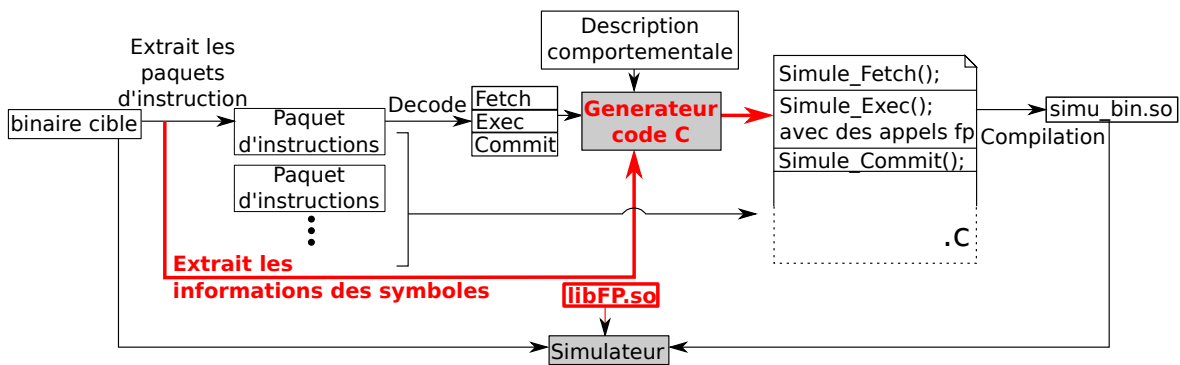 Description
comportementale
Extrait les
paquets
d'instruction
binaire cible
Paquet
d'instructions
Decode
Fetch
Exec
Commit
Génerateur
code C
Simule_Fetch();
Simule_Exec();
avec des appels fp
Simule_Commit();
.c
Compilation
simu_bin.so
Paquet
d'instructions
Extrait les
informations des symboles
libFP.so
Simulateur